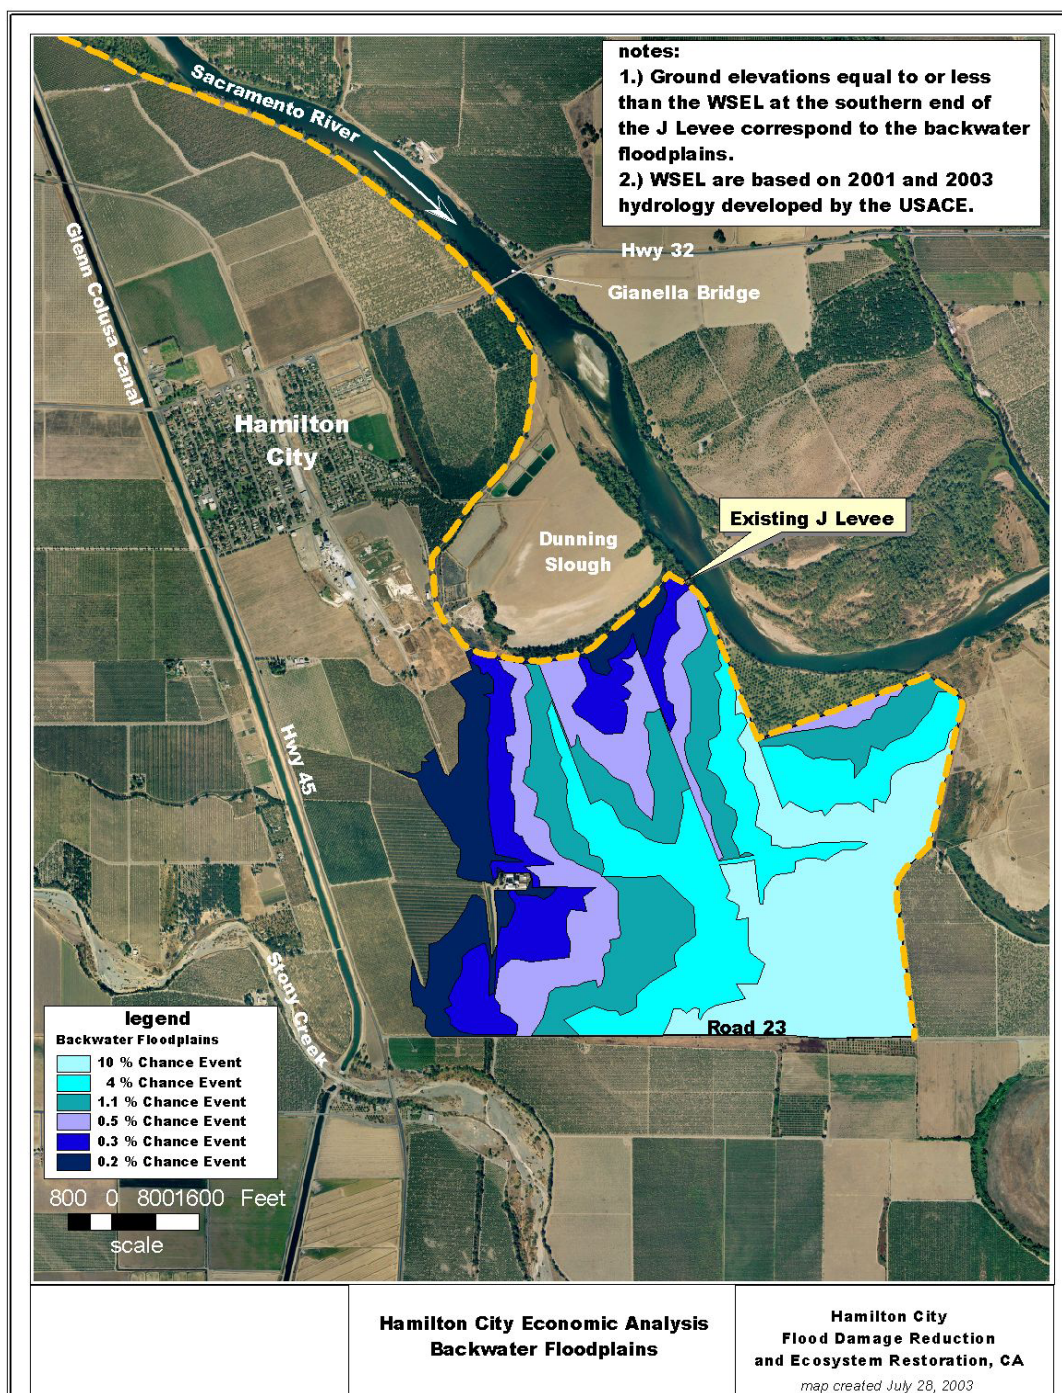 notes:
1.) Ground elevations equal to or less
than the WSEL at the southern end of
the J Levee correspond to the backwater
floodplains.
2.) WSEL are based on 2001 and 2003
hydrology developed by the USACE.
Sacramento River
Hwy 32
Gianella Bridge
Glenn Colusa Canal
Hamilton
City
Existing J Levee
Dunning
Slough
Hwy 45
Stony Creek
Road 23
legend
Backwater Floodplains
10 % Chance Event
4 % Chance Event
1.1 % Chance Event
0.5 % Chance Event
0.3 % Chance Event
0.2 % Chance Event
800 0 8001600 Feet
scale
Hamilton City Economic Analysis
Backwater Floodplains
Hamilton City
Flood Damage Reduction
and Ecosystem Restoration, CA
map created July 28, 2003